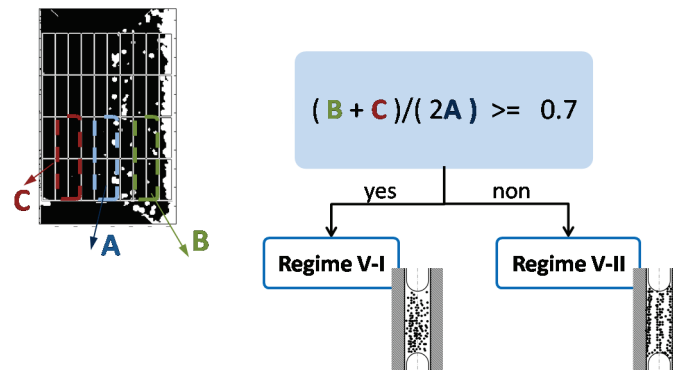 C
A
B
( B + C )/( 2A ) >= 0.7
yes
non
Regime V-I
Regime V-II